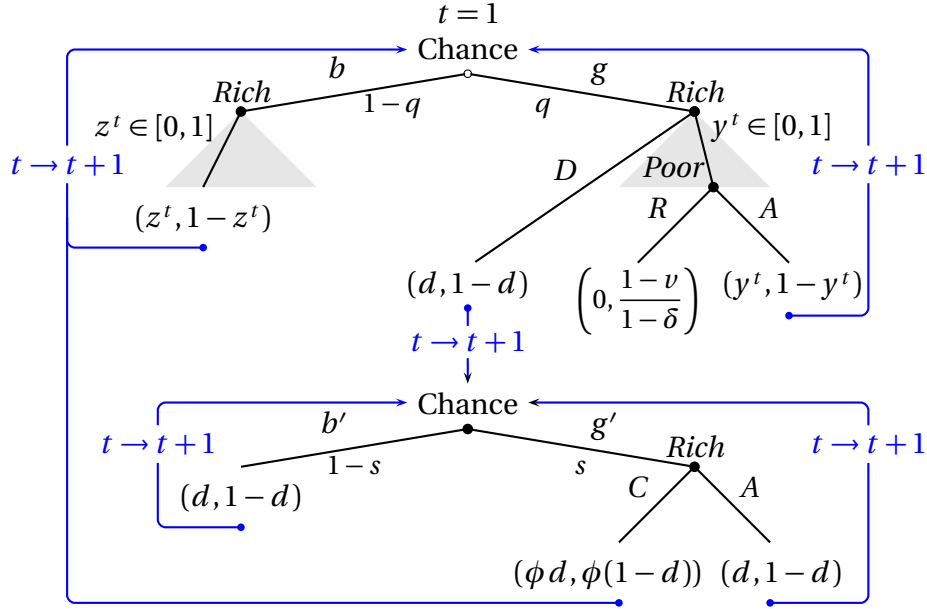 t = 1
Chance
b g
Rich 1 − q q Rich
z^t ∈ [0, 1] y^t ∈ [0, 1]
t → t + 1 D Poor t → t + 1
R A
(z^t, 1 − z^t)
(d, 1 − d) (0, \frac{1 − v}{1 − δ}) (y^t, 1 − y^t)
t → t + 1
Chance
b′ g′
t → t + 1 1 − s s Rich t → t + 1
(d, 1 − d) C A
(ϕd, ϕ(1 − d)) (d, 1 − d)